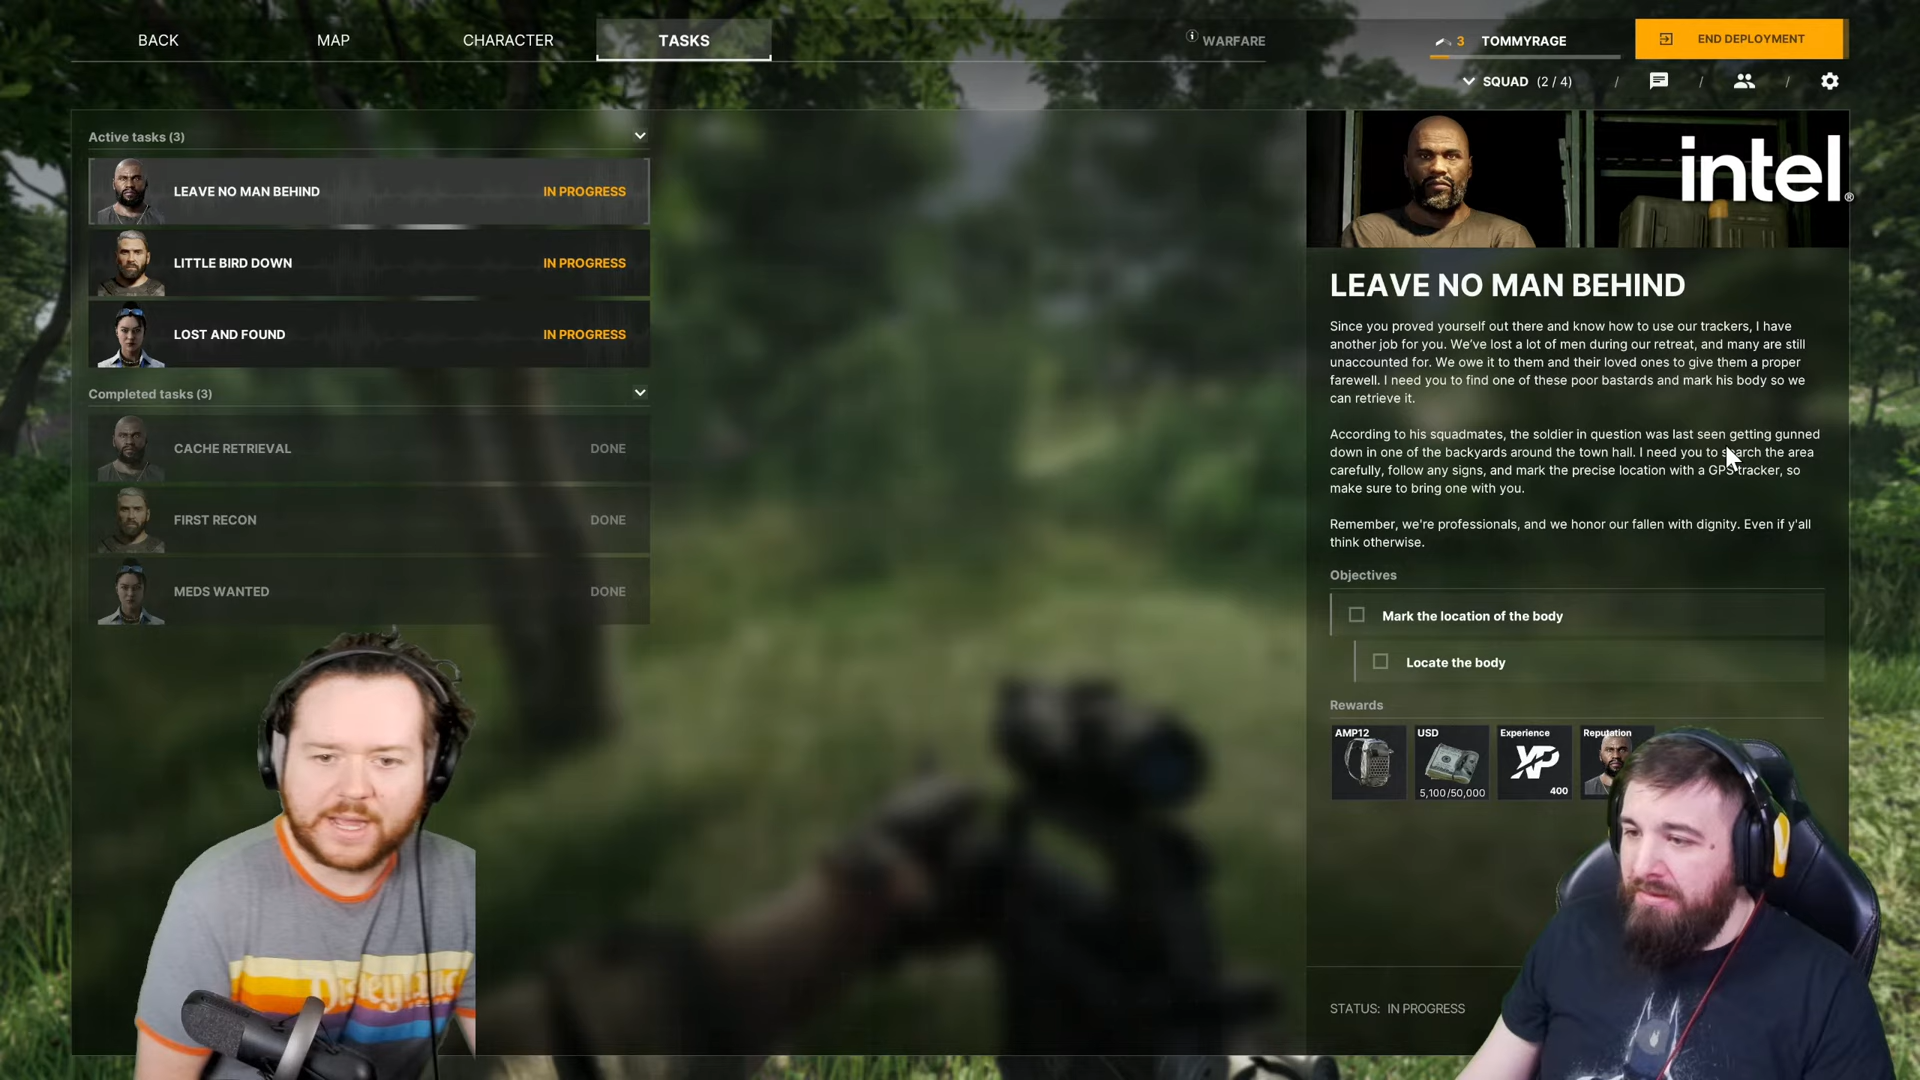 BACK
MAP
CHARACTER
TASKS
WARFARE
3 TOMMYRAGE
END DEPLOYMENT
SQUAD (2 / 4)
Active tasks (3)
LEAVE NO MAN BEHIND
IN PROGRESS
LITTLE BIRD DOWN
IN PROGRESS
LOST AND FOUND
IN PROGRESS
Completed tasks (3)
CACHE RETRIEVAL
DONE
FIRST RECON
DONE
MEDS WANTED
DONE
intel®
LEAVE NO MAN BEHIND
Since you proved yourself out there and know how to use our trackers, I have
another job for you. We've lost a lot of men during our retreat, and many are still
unaccounted for. We owe it to them and their loved ones to give them a proper
farewell. I need you to find one of these poor bastards and mark his body so we
can retrieve it.
According to his squadmates, the soldier in question was last seen getting gunned
down in one of the backyards around the town hall. I need you to search the area
carefully, follow any signs, and mark the precise location with a GPS tracker, so
make sure to bring one with you.
Remember, we're professionals, and we honor our fallen with dignity. Even if y'all
think otherwise.
Objectives
Mark the location of the body
Locate the body
Rewards
AMP12
USD
5,100/50,000
Experience
XP
400
Reputation
STATUS: IN PROGRESS